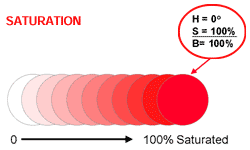 SATURATION
H = 0°
S = 100%
B= 100%
0 100% Saturated